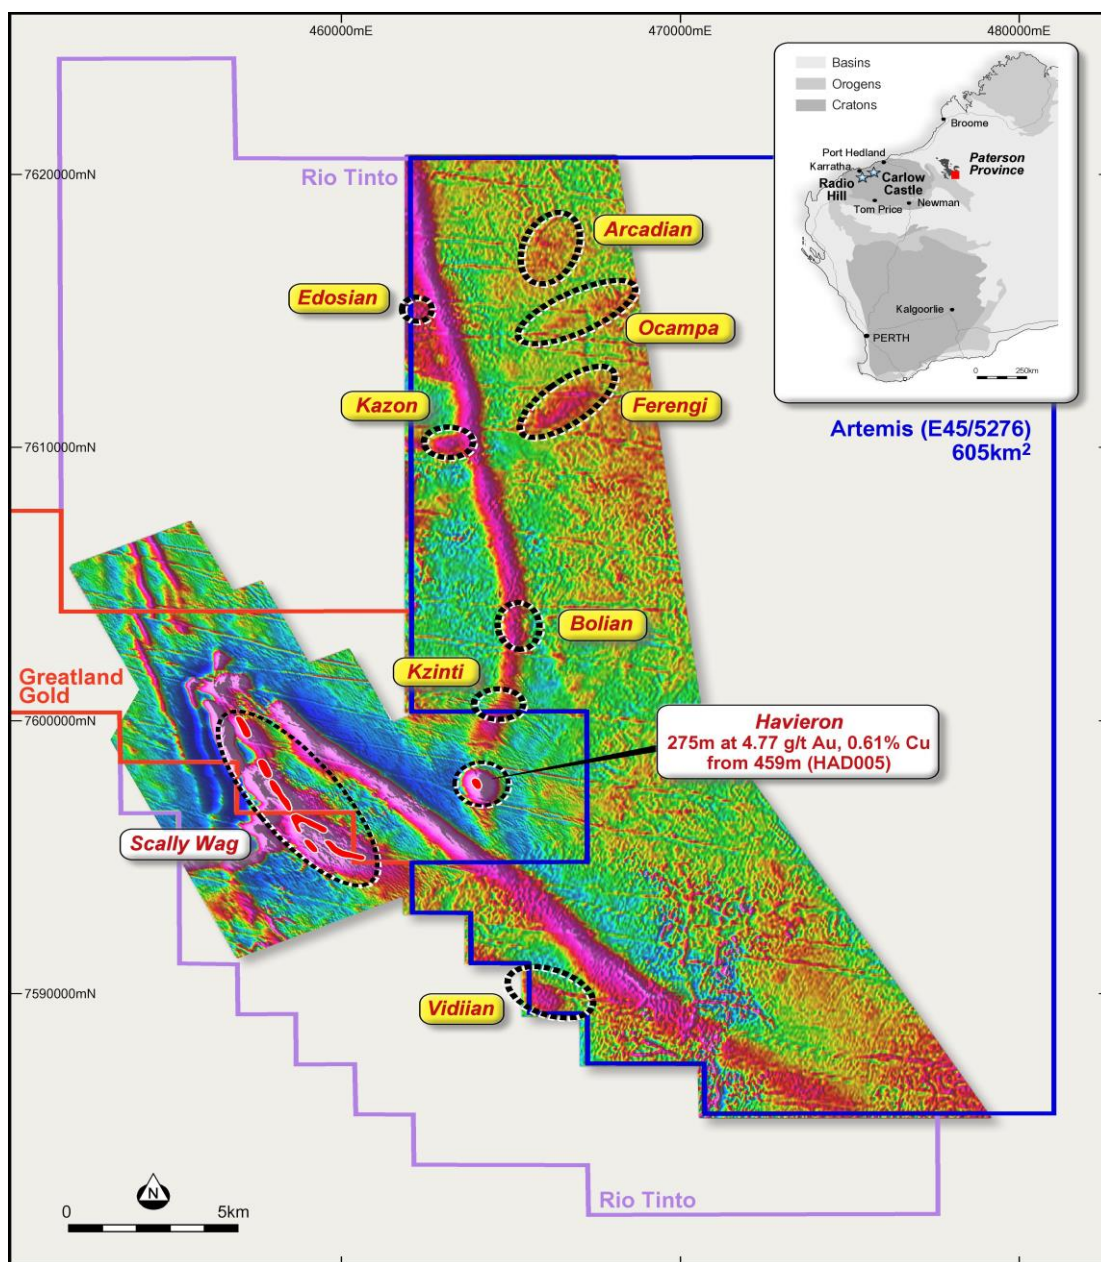 460000mE
470000mE
480000mE
7620000mN
7610000mN
7600000mN
7590000mN
Basins
Orogens
Cratons
Broome
Port Hedland
Karratha
Paterson
Province
Radio
Hill
Carlow
Castle
Tom Price
Newman
Kalgoorlie
PERTH
0
250km
Rio Tinto
Arcadian
Edosian
Ocampa
Kazon
Ferengi
Artemis (E45/5276)
605km²
Bolian
Kzinti
Greatland
Gold
Havieron
275m at 4.77 g/t Au, 0.61% Cu
from 459m (HAD005)
Scally Wag
Vidiian
N
0
5km
Rio Tinto